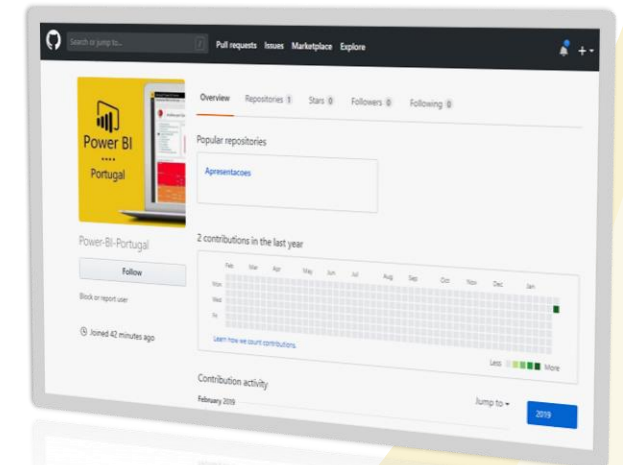 Search or jump to...
/
Pull requests Issues Marketplace Explore
Power BI
Portugal
Overview Repositories 1 Stars 0 Followers 0 Following 0
Popular repositories
Apresentacoes
Power-BI-Portugal
Follow
Block or report user
Joined 42 minutes ago
2 contributions in the last year
Feb Mar Apr May Jun Jul Aug Sep Oct Nov Dec Jan
Mon
Wed
Fri
Learn how we count contributions.
Less More
Contribution activity
Jump to
2019
February 2019